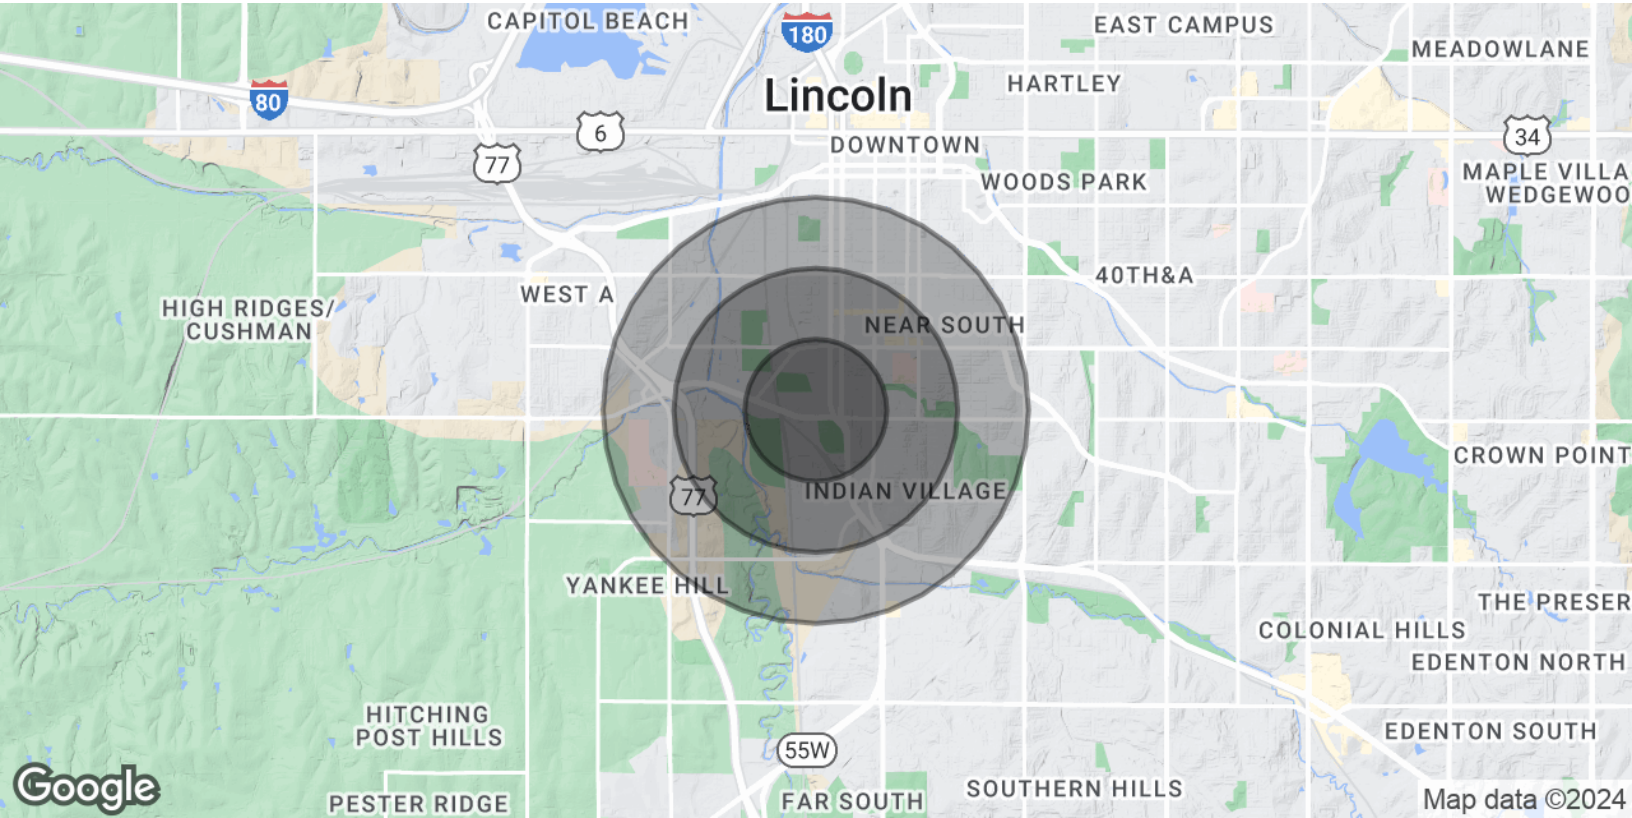 CAPITOL BEACH
180
EAST CAMPUS
MEADOWLANE
HARTLEY
80
Lincoln
6
34
DOWNTOWN
77
MAPLE VILLA
WEDGEWOO
WOODS PARK
40TH&A
WEST A
HIGH RIDGES/
CUSHMAN
NEAR SOUTH
CROWN POINT
INDIAN VILLAGE
77
YANKEE HILL
THE PRESER
COLONIAL HILLS
EDENTON NORTH
HITCHING
POST HILLS
EDENTON SOUTH
55W
Google
PESTER RIDGE
FAR SOUTH
SOUTHERN HILLS
Map data ©2024